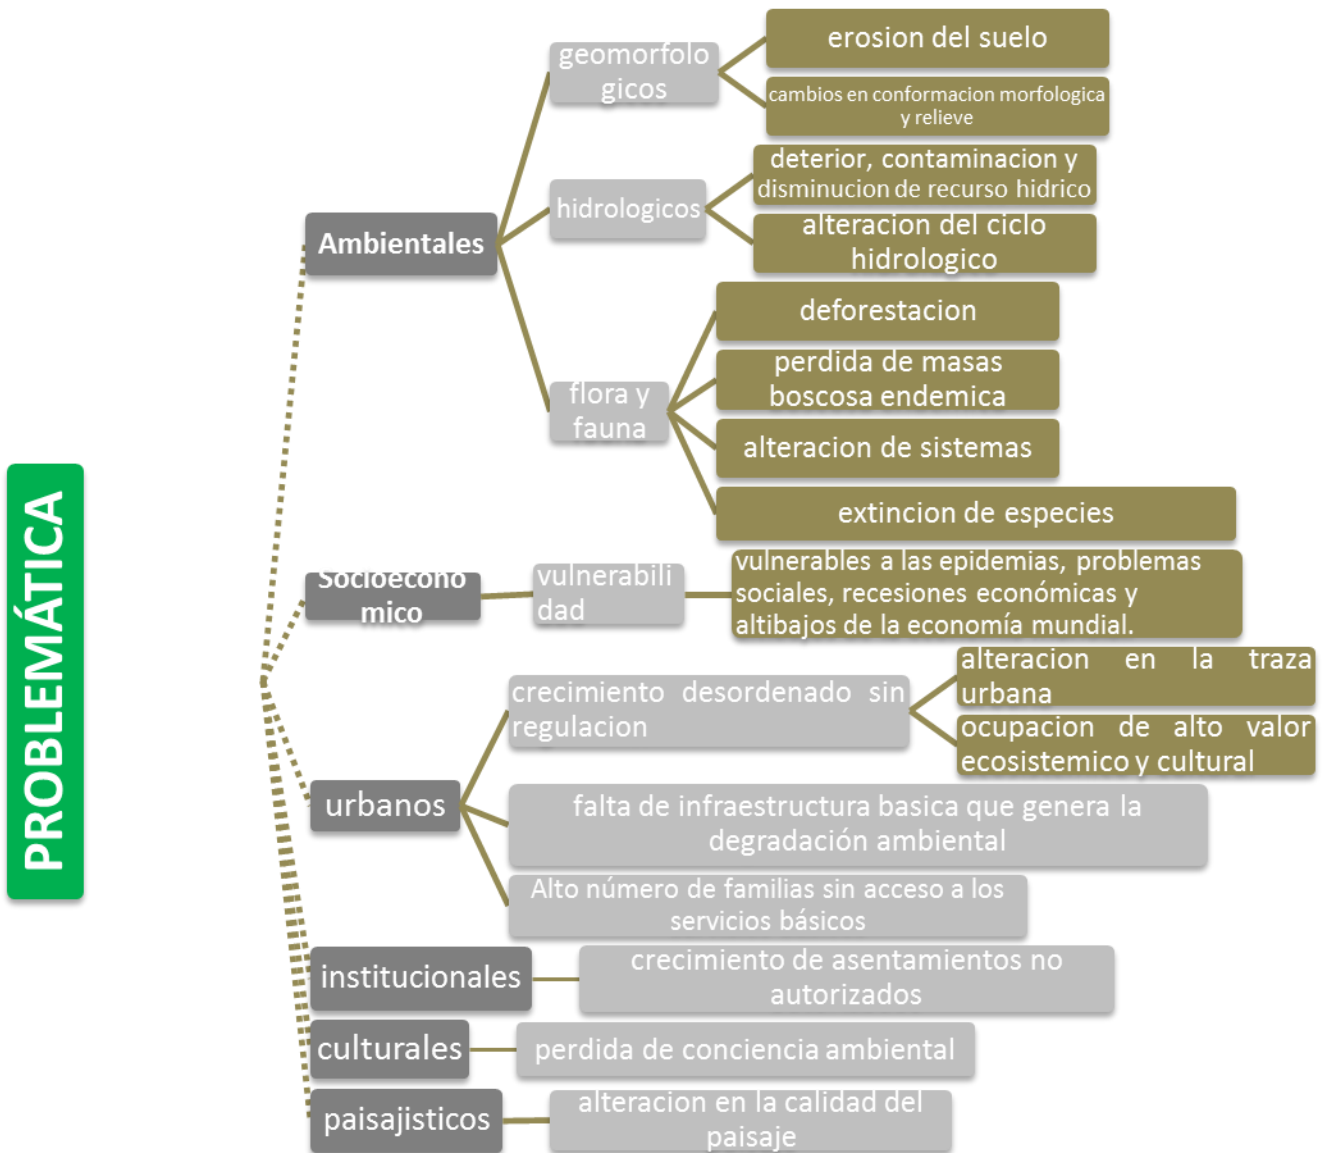 PROBLEMÁTICA
Ambientales
geomorfolo
gicos
erosion del suelo
cambios en conformacion morfologica
y relieve
hidrologicos
deterior, contaminacion y
disminucion de recurso hidrico
alteracion del ciclo
hidrologico
flora y
fauna
deforestacion
perdida de masas
boscosa endemica
alteracion de sistemas
extincion de especies
Socioecono
mico
vulnerabili
dad
vulnerables a las epidemias, problemas
sociales, recesiones económicas y
altibajos de la economía mundial.
urbanos
crecimiento desordenado sin
regulacion
alteracion en la traza
urbana
ocupacion de alto valor
ecosistemico y cultural
falta de infraestructura basica que genera la
degradación ambiental
Alto número de familias sin acceso a los
servicios básicos
institucionales
crecimiento de asentamientos no
autorizados
culturales
perdida de conciencia ambiental
paisajisticos
alteracion en la calidad del
paisaje